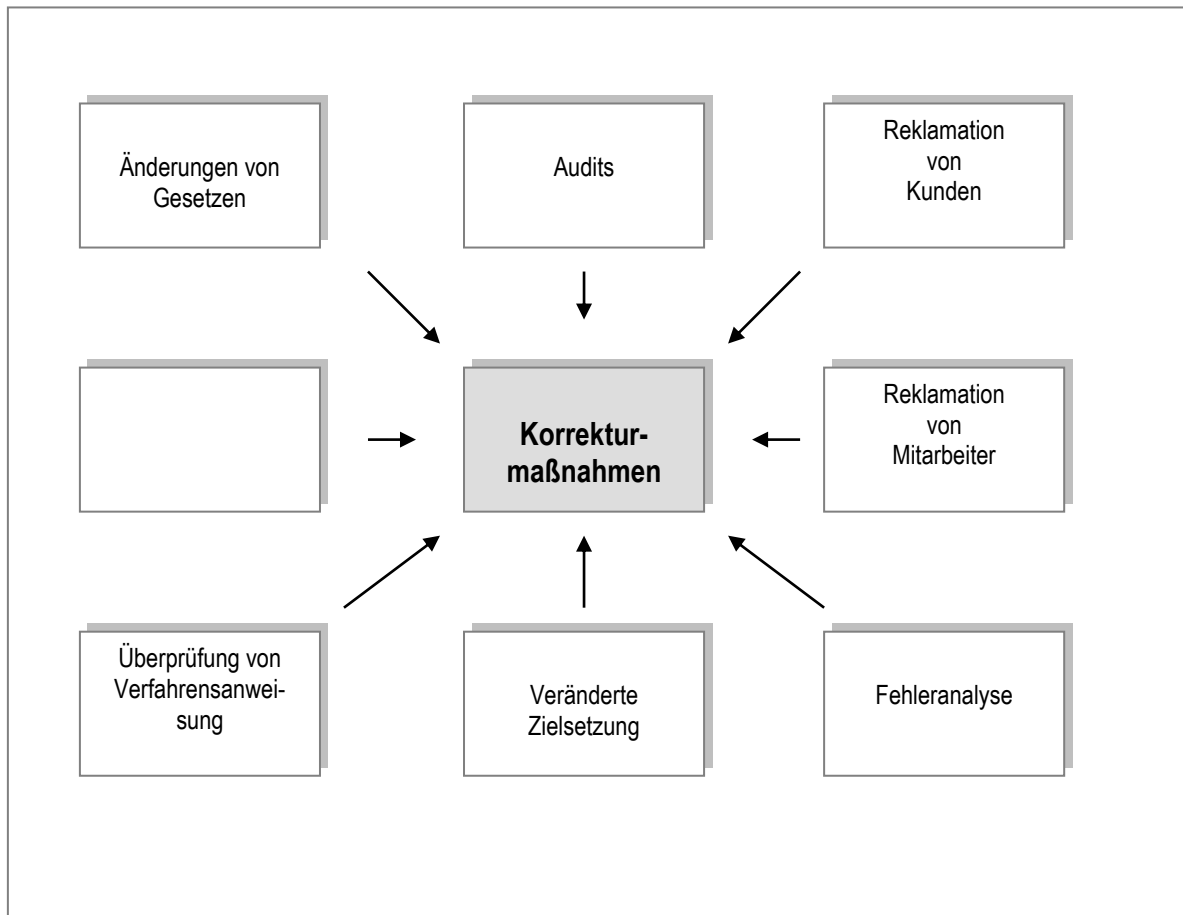 Änderungen von
Gesetzen
Audits
Reklamation
von
Kunden
Korrektur-
maßnahmen
Reklamation
von
Mitarbeiter
Überprüfung von
Verfahrensanwei-
sung
Veränderte
Zielsetzung
Fehleranalyse